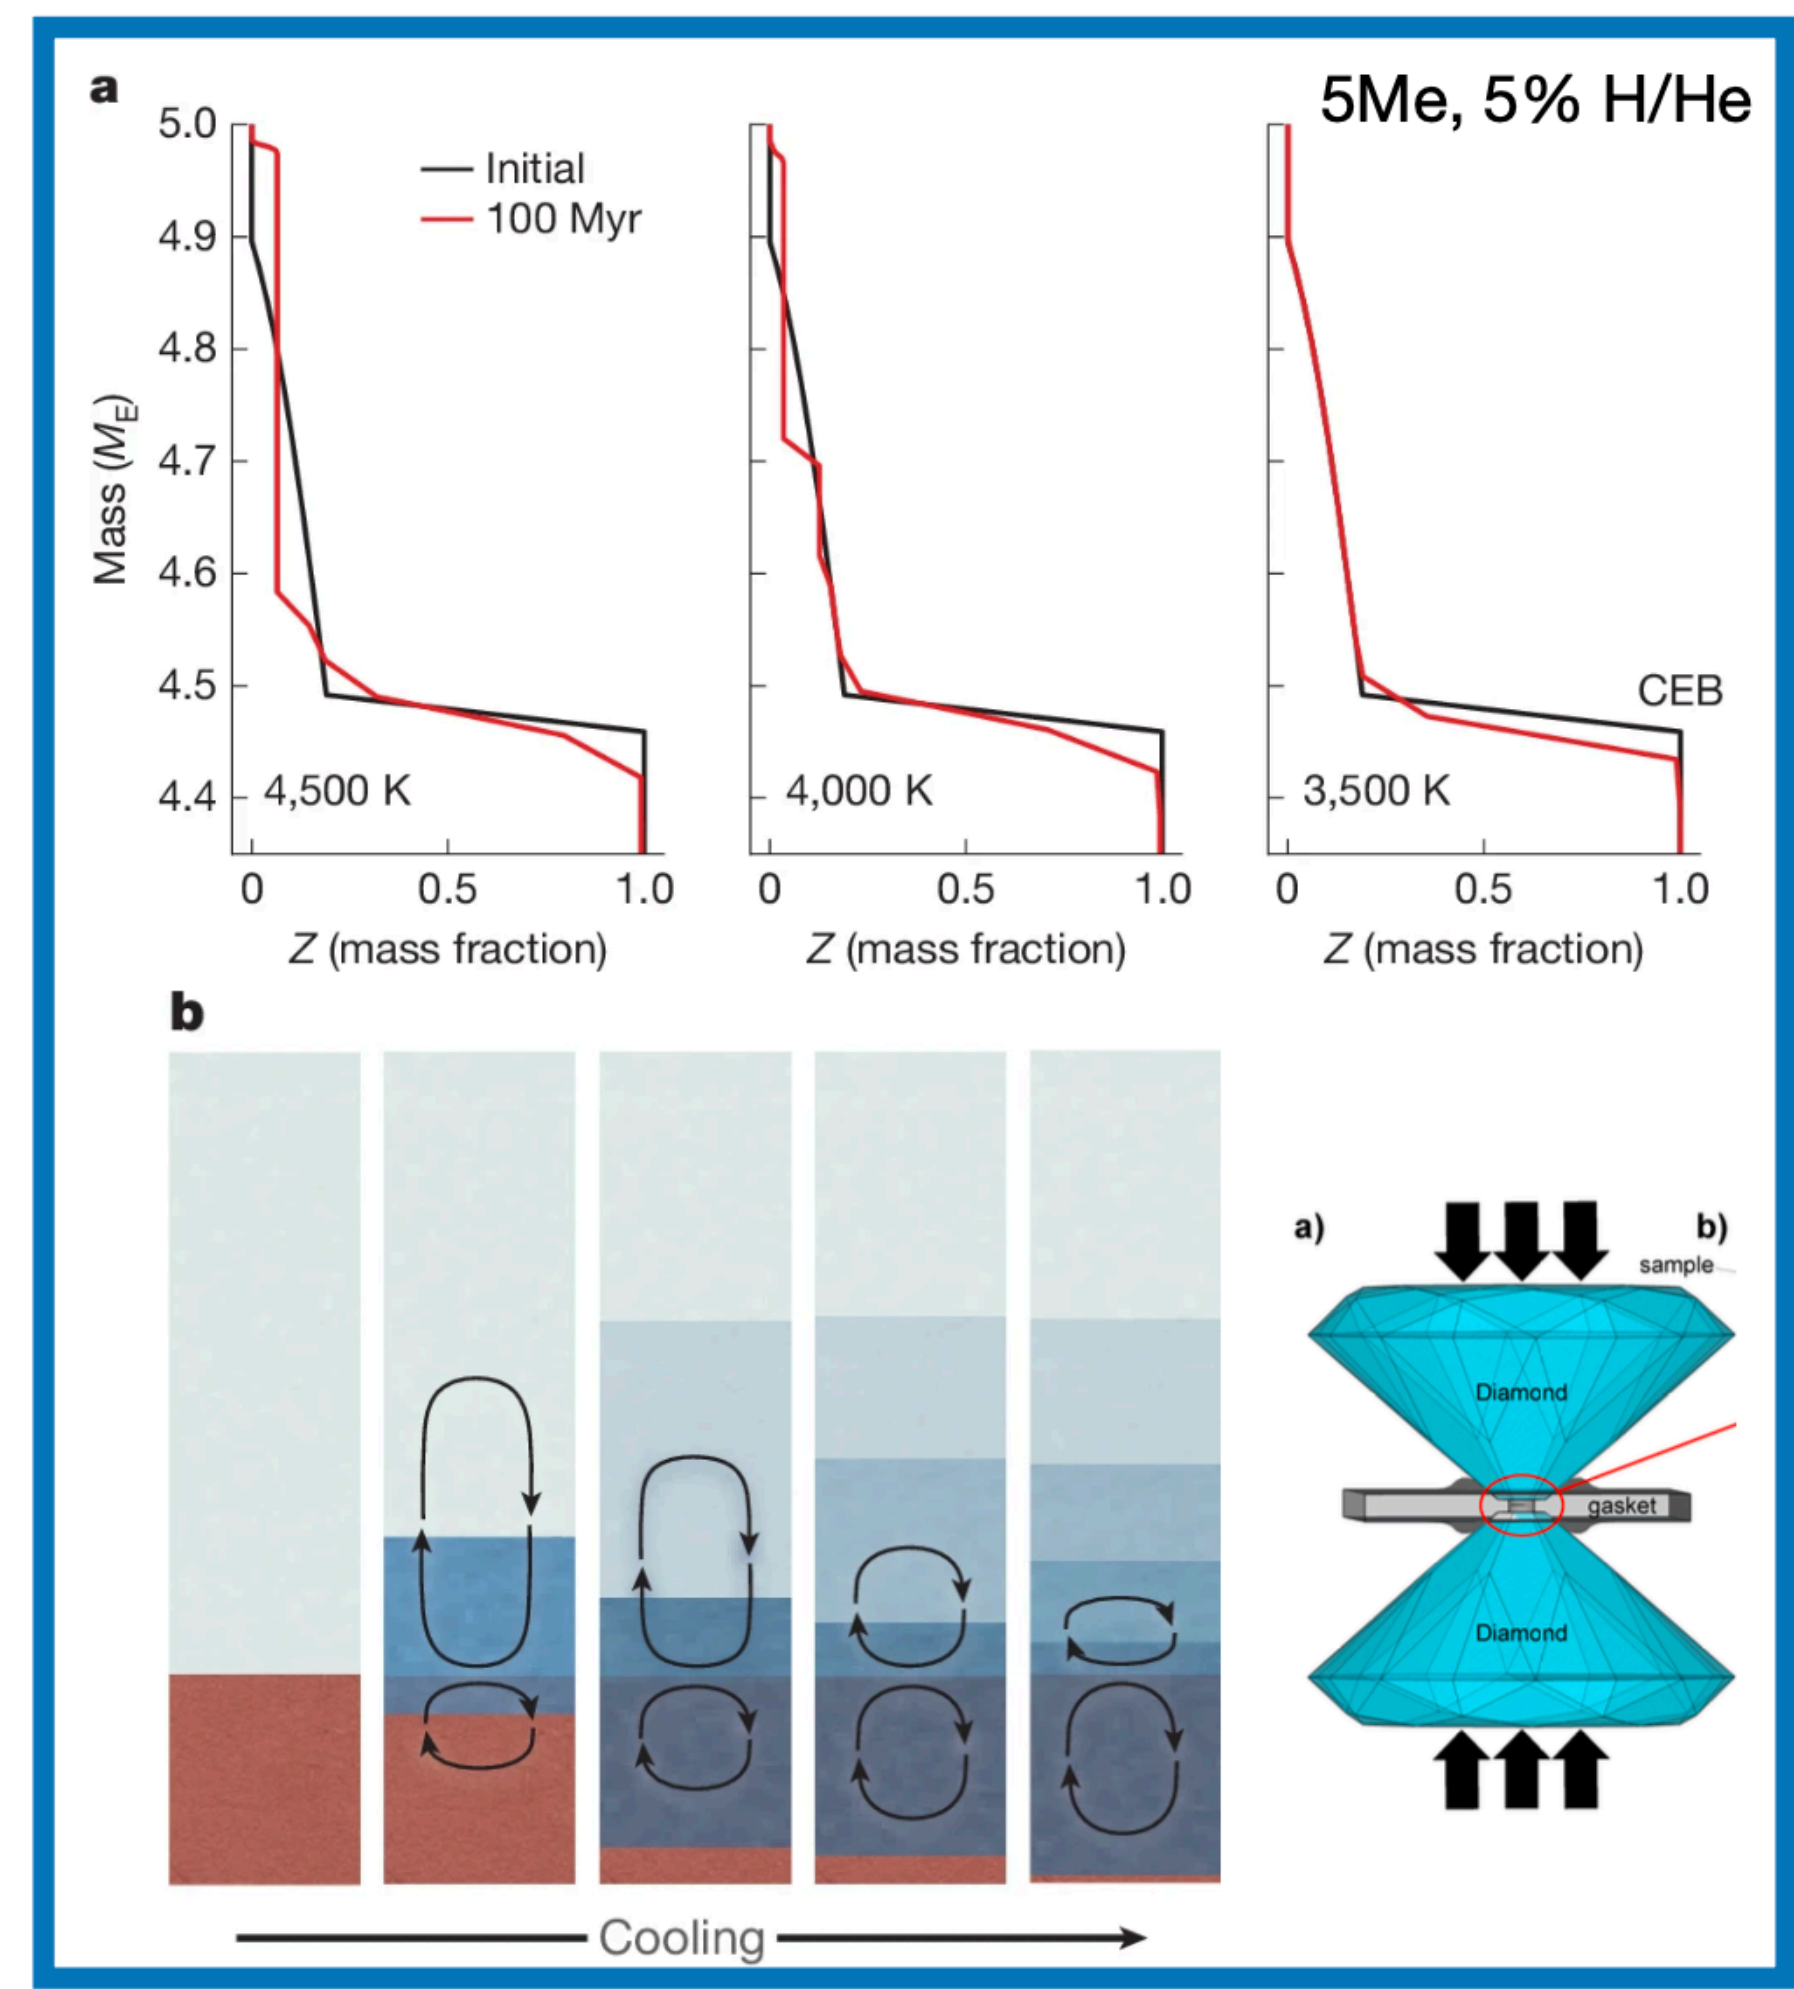 a
5Me, 5% H/He
Initial
100 Myr
5.0
4.9
4.8
4.7
4.6
4.5
4.4
Mass (M_E)
4,500 K
4,000 K
3,500 K
CEB
0 0.5 1.0
0 0.5 1.0
0 0.5 1.0
Z (mass fraction)
Z (mass fraction)
Z (mass fraction)
b
Cooling
a)
b)
sample
Diamond
gasket
Diamond